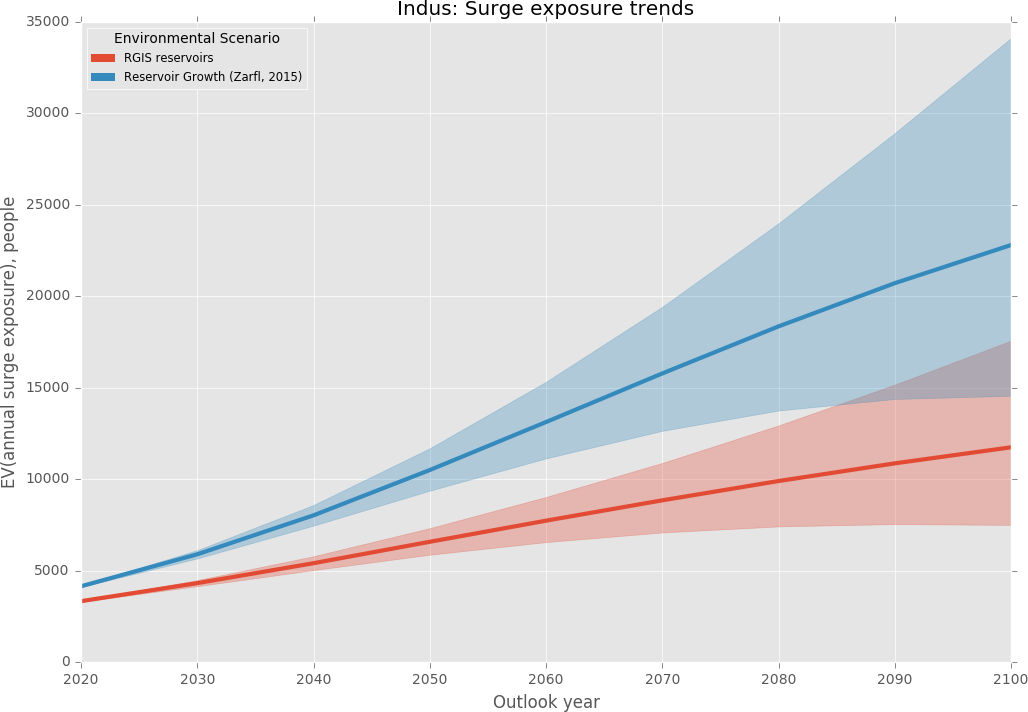 Indus: Surge exposure trends
Environmental Scenario
RGIS reservoirs
Reservoir Growth (Zarfl, 2015)
EV(annual surge exposure), people
35000
30000
25000
20000
15000
10000
5000
0
2020 2030 2040 2050 2060 2070 2080 2090 2100
Outlook year